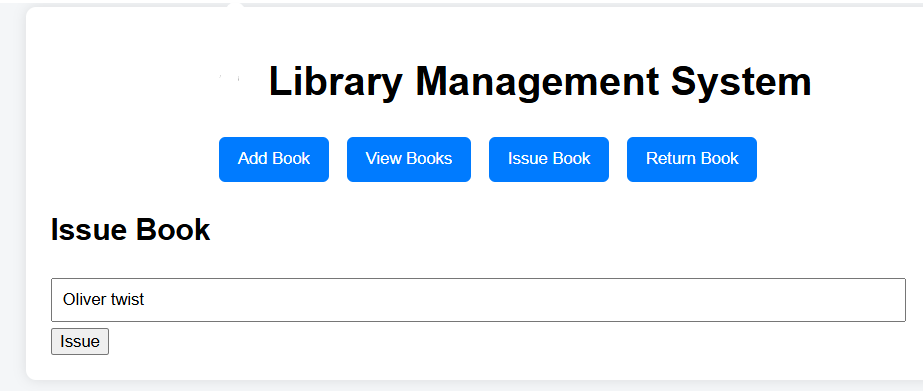 Library Management System
Add Book View Books Issue Book Return Book
Issue Book
Oliver twist
Issue